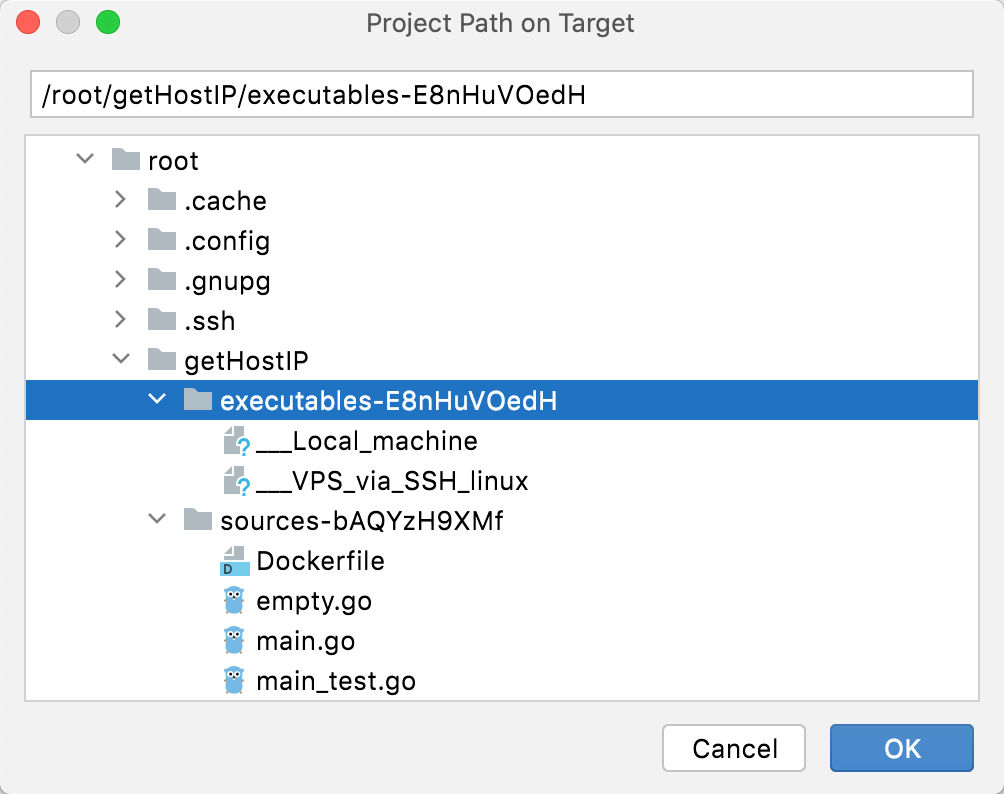 Project Path on Target
/root/getHostIP/executables-E8nHuVOedH
root
.cache
.config
.gnupg
.ssh
getHostIP
executables-E8nHuVOedH
___Local_machine
___VPS_via_SSH_linux
sources-bAQYzH9XMf
Dockerfile
empty.go
main.go
main_test.go
Cancel OK